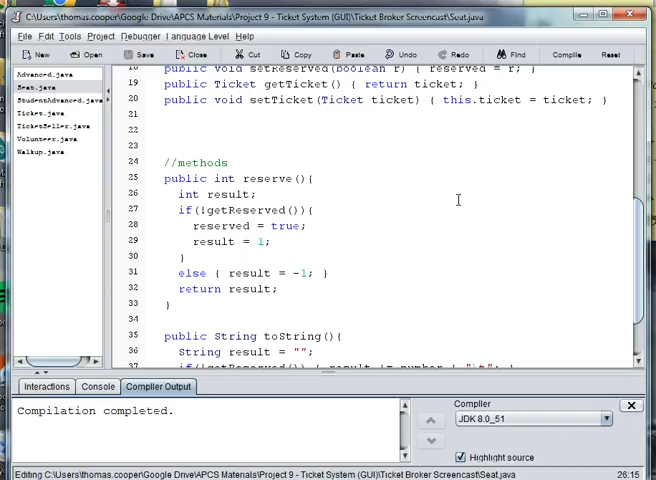 C:\Users\thomas.cooper\Google Drive\APCS Materials\Project 9 - Ticket System (GUI)\Ticket Broker Screencast\Seat.java
File Edit Tools Project Debugger Language Level Help
New Open Save Close Cut Copy Paste Undo Redo Find Compile Reset
Advanced.java
Seat.java
StudentAdvanced.java
Ticket.java
TicketSeller.java
Volunteer.java
Walkup.java
18 public void setReserved(boolean r) { reserved = r; }
19 public Ticket getTicket() { return ticket; }
20 public void setTicket(Ticket ticket) { this.ticket = ticket; }
21
22
23
24 //methods
25 public int reserve(){
26 int result;
27 if(!getReserved()){
28 reserved = true;
29 result = 1;
30 }
31 else { result = -1; }
32 return result;
33 }
34
35 public String toString(){
36 String result = "";
37 if(!getReserved()) { result += number { "\t"; }
Interactions Console Compiler Output
Compilation completed.
Compiler
JDK 8.0_51
Highlight source
Editing C:\Users\thomas.cooper\Google Drive\APCS Materials\Project 9 - Ticket System (GUI)\Ticket Broker Screencast\Seat.java 26:15